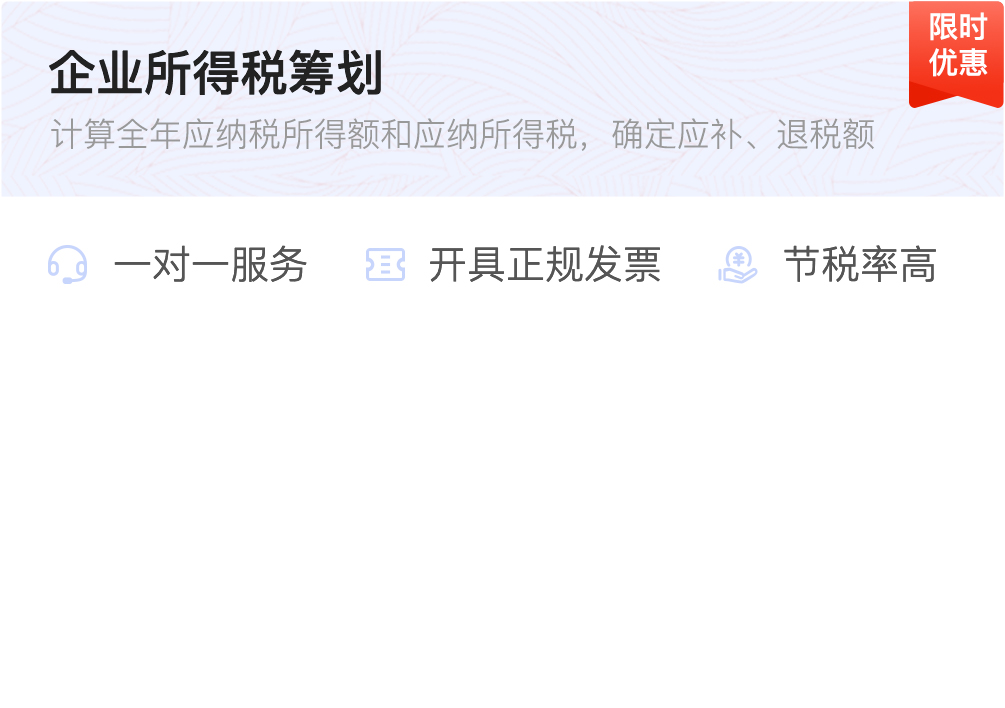 限时
优惠
企业所得税筹划
计算全年应纳税所得额和应纳所得税，确定应补、退税额
一对一服务
开具正规发票
节税率高